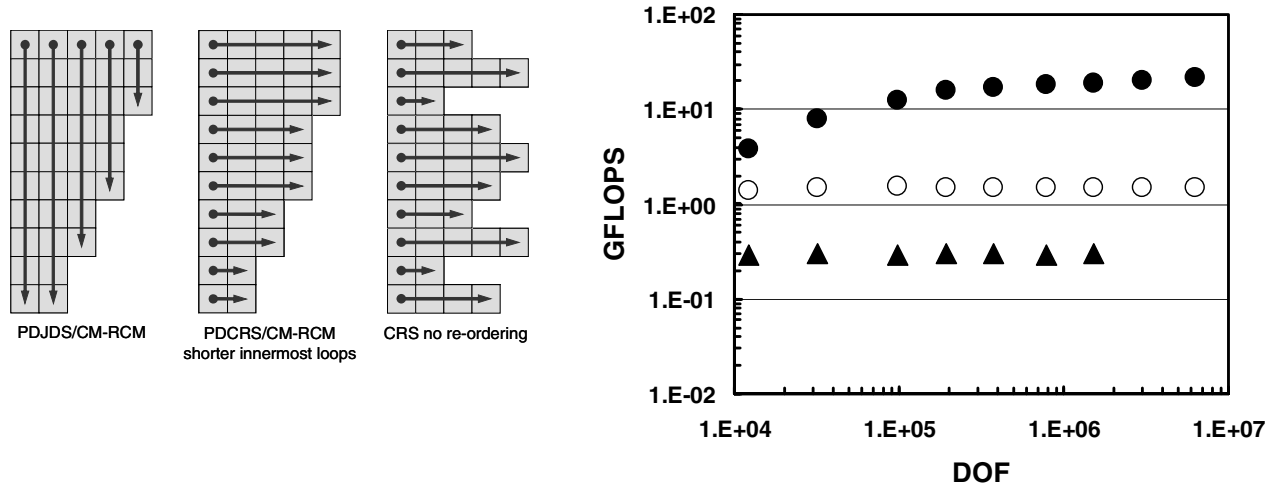 PDJDS/CM-RCM
PDCRS/CM-RCM
shorter innermost loops
CRS no re-ordering
1.E+02
1.E+01
1.E+00
1.E-01
1.E-02
GFLOPS
1.E+04
1.E+05
1.E+06
1.E+07
DOF